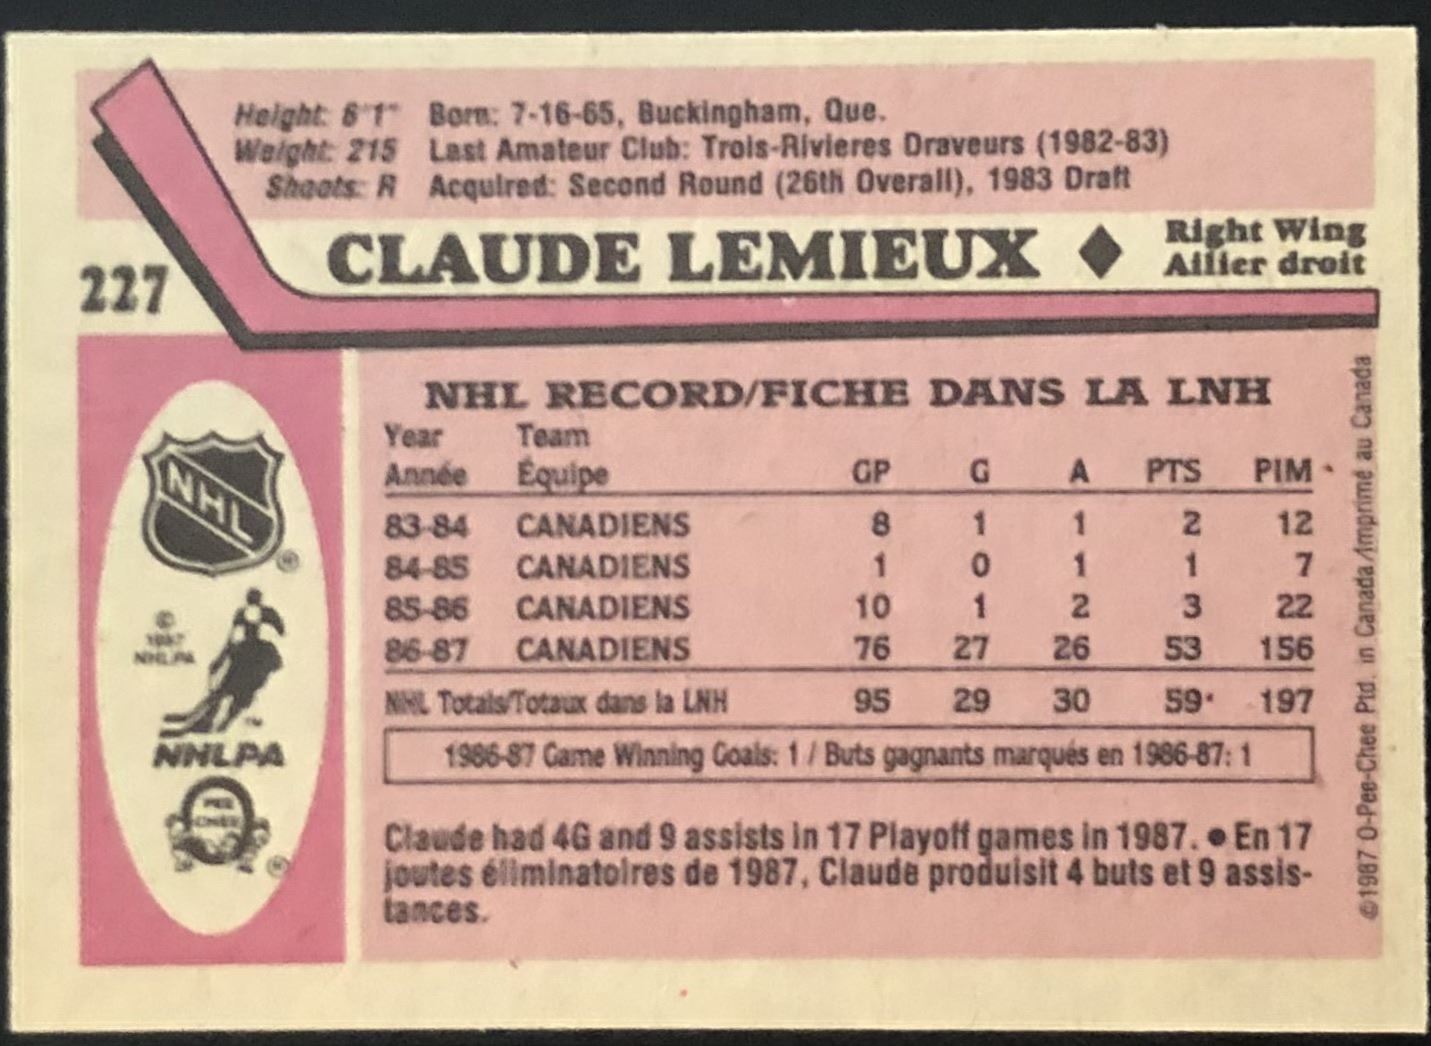 Height: 6'1" Born: 7-16-65, Buckingham, Que.
Weight: 215 Last Amateur Club: Trois-Rivieres Draveurs (1982-83)
Shoots: R Acquired: Second Round (26th Overall), 1983 Draft
227 CLAUDE LEMIEUX ♦ Right Wing
Ailier droit
NHL RECORD/FICHE DANS LA LNH
Year Team
Année Équipe GP G A PTS PIM
83-84 CANADIENS 8 1 1 2 12
84-85 CANADIENS 1 0 1 1 7
85-86 CANADIENS 10 1 2 3 22
86-87 CANADIENS 76 27 26 53 156
NHL Totals/Totaux dans la LNH 95 29 30 59 197
1986-87 Game Winning Goals: 1 / Buts gagnants marqués en 1986-87: 1
Claude had 4G and 9 assists in 17 Playoff games in 1987. ● En 17
joutes éliminatoires de 1987, Claude produisit 4 buts et 9 assis-
tances.
NHL
®
©
1987
NHLPA
™
NHLPA
PEE
CHEE
®
©1987 O-Pee-Chee Ptd. in Canada/Imprimé au Canada